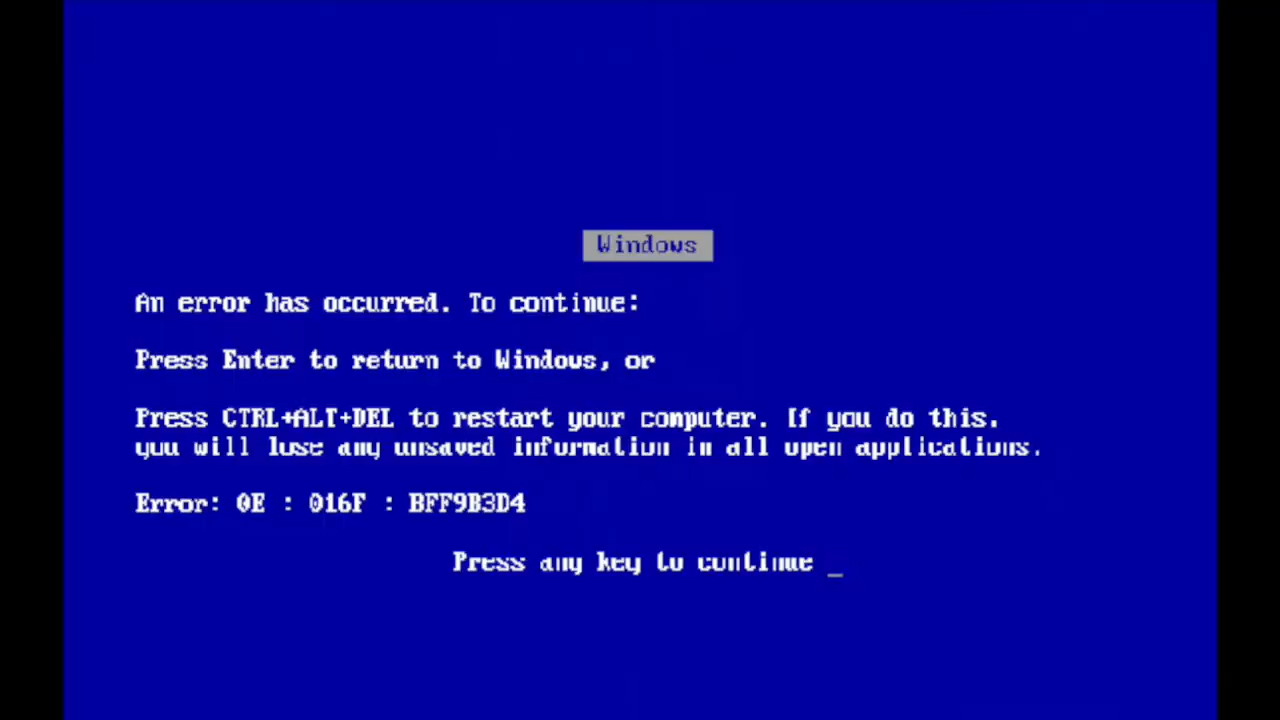 Windows
An error has occurred. To continue:
Press Enter to return to Windows, or
Press CTRL+ALT+DEL to restart your computer. If you do this.
you will lose any unsaved information in all open applications.
Error: 0E : 016F : BFF9B3D4
Press any key to continue _